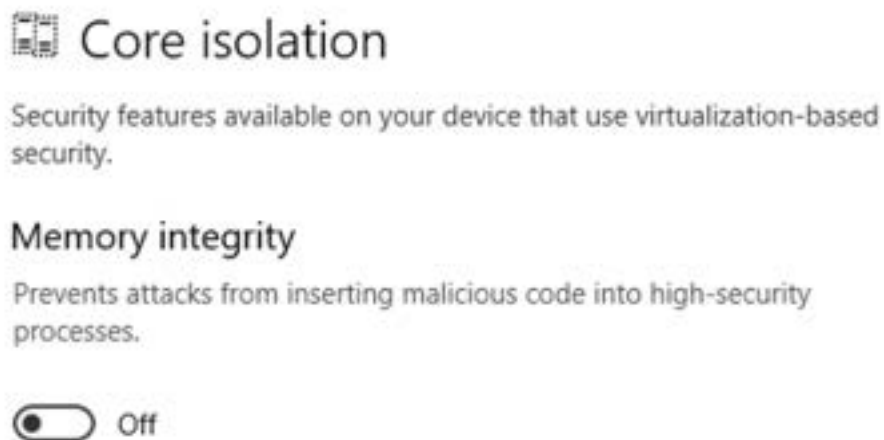 Core isolation
Security features available on your device that use virtualization-based
security.
Memory integrity
Prevents attacks from inserting malicious code into high-security
processes.
Off